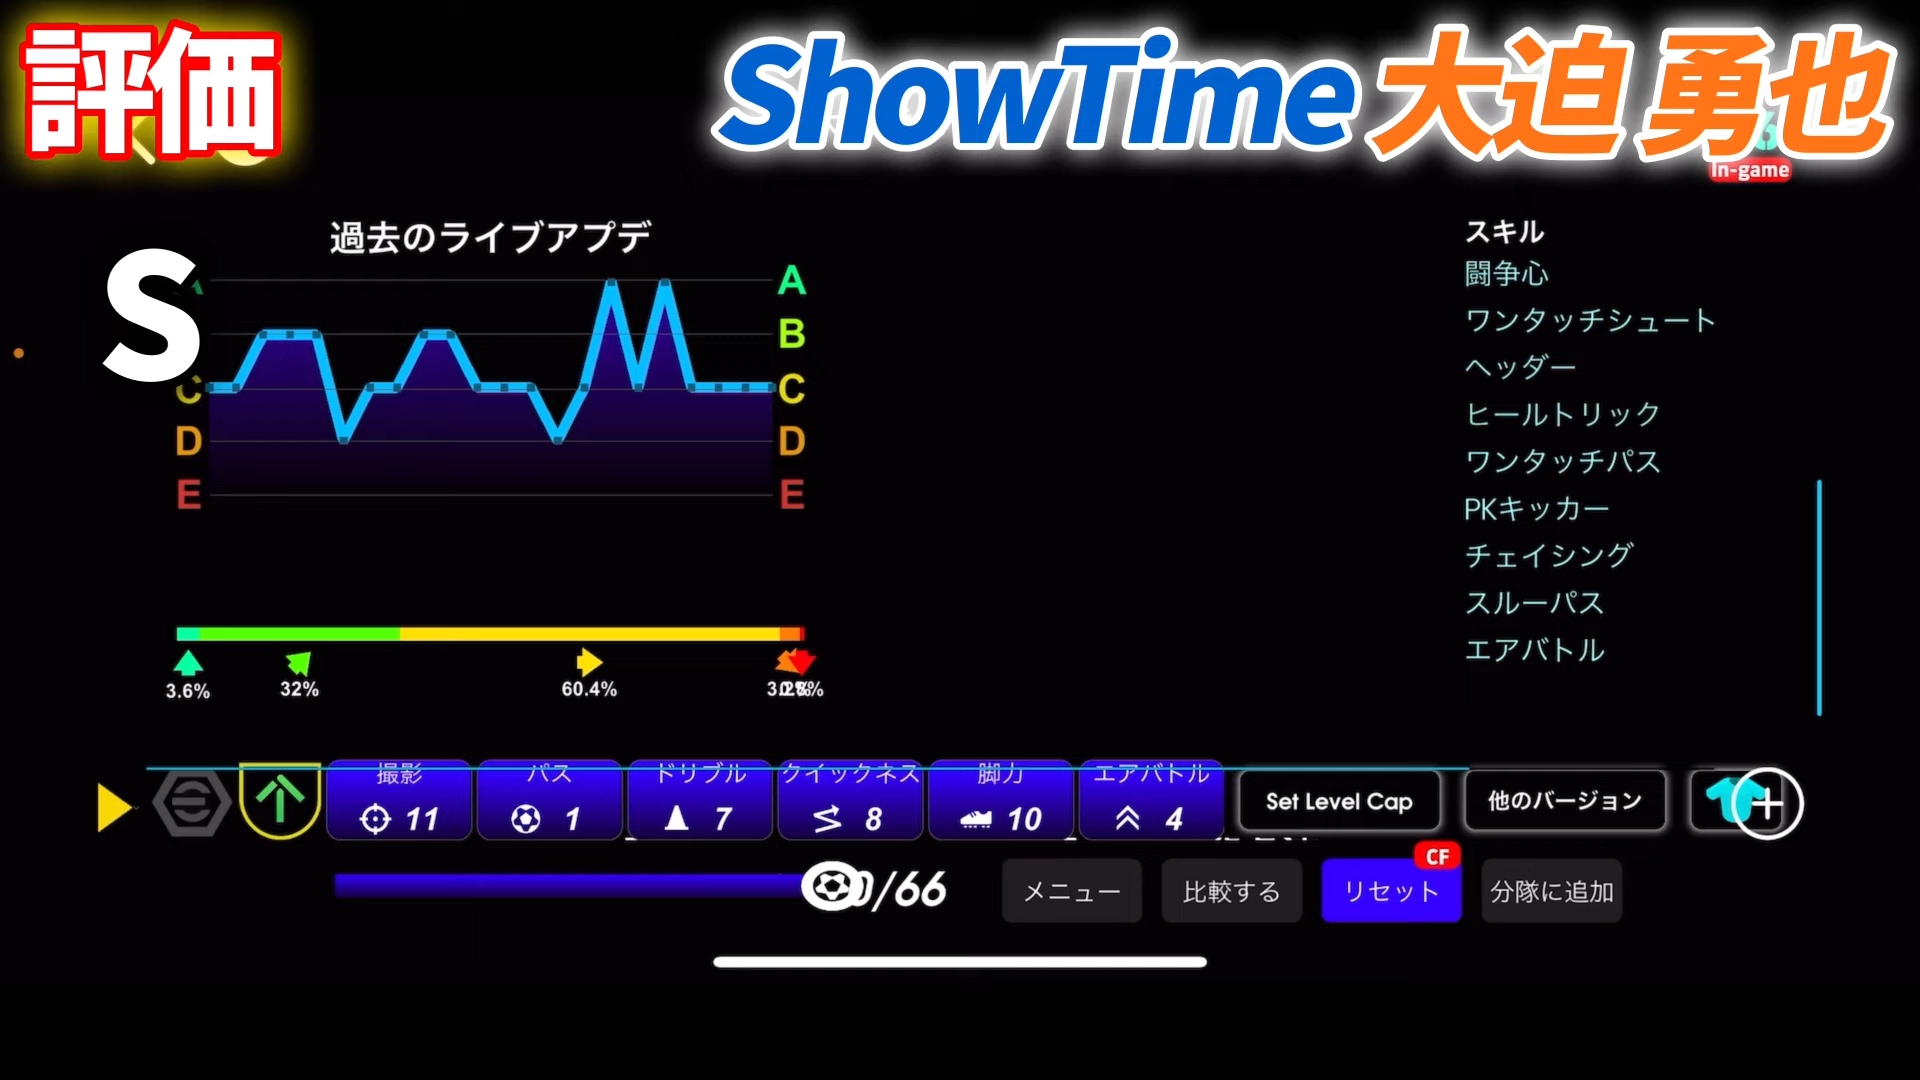 評価
ShowTime 大迫 勇也
In-game
S
過去のライブアプデ
A
B
C
D
E
C
D
E
3.6%
32%
60.4%
スキル
闘争心
ワンタッチシュート
ヘッダー
ヒールトリック
ワンタッチパス
PKキッカー
チェイシング
スルーパス
エアバトル
撮影
11
パス
1
ドリブル
7
クイックネス
8
脚力
10
エアバトル
4
Set Level Cap
他のバージョン
0/66
メニュー
比較する
CF
リセット
分隊に追加